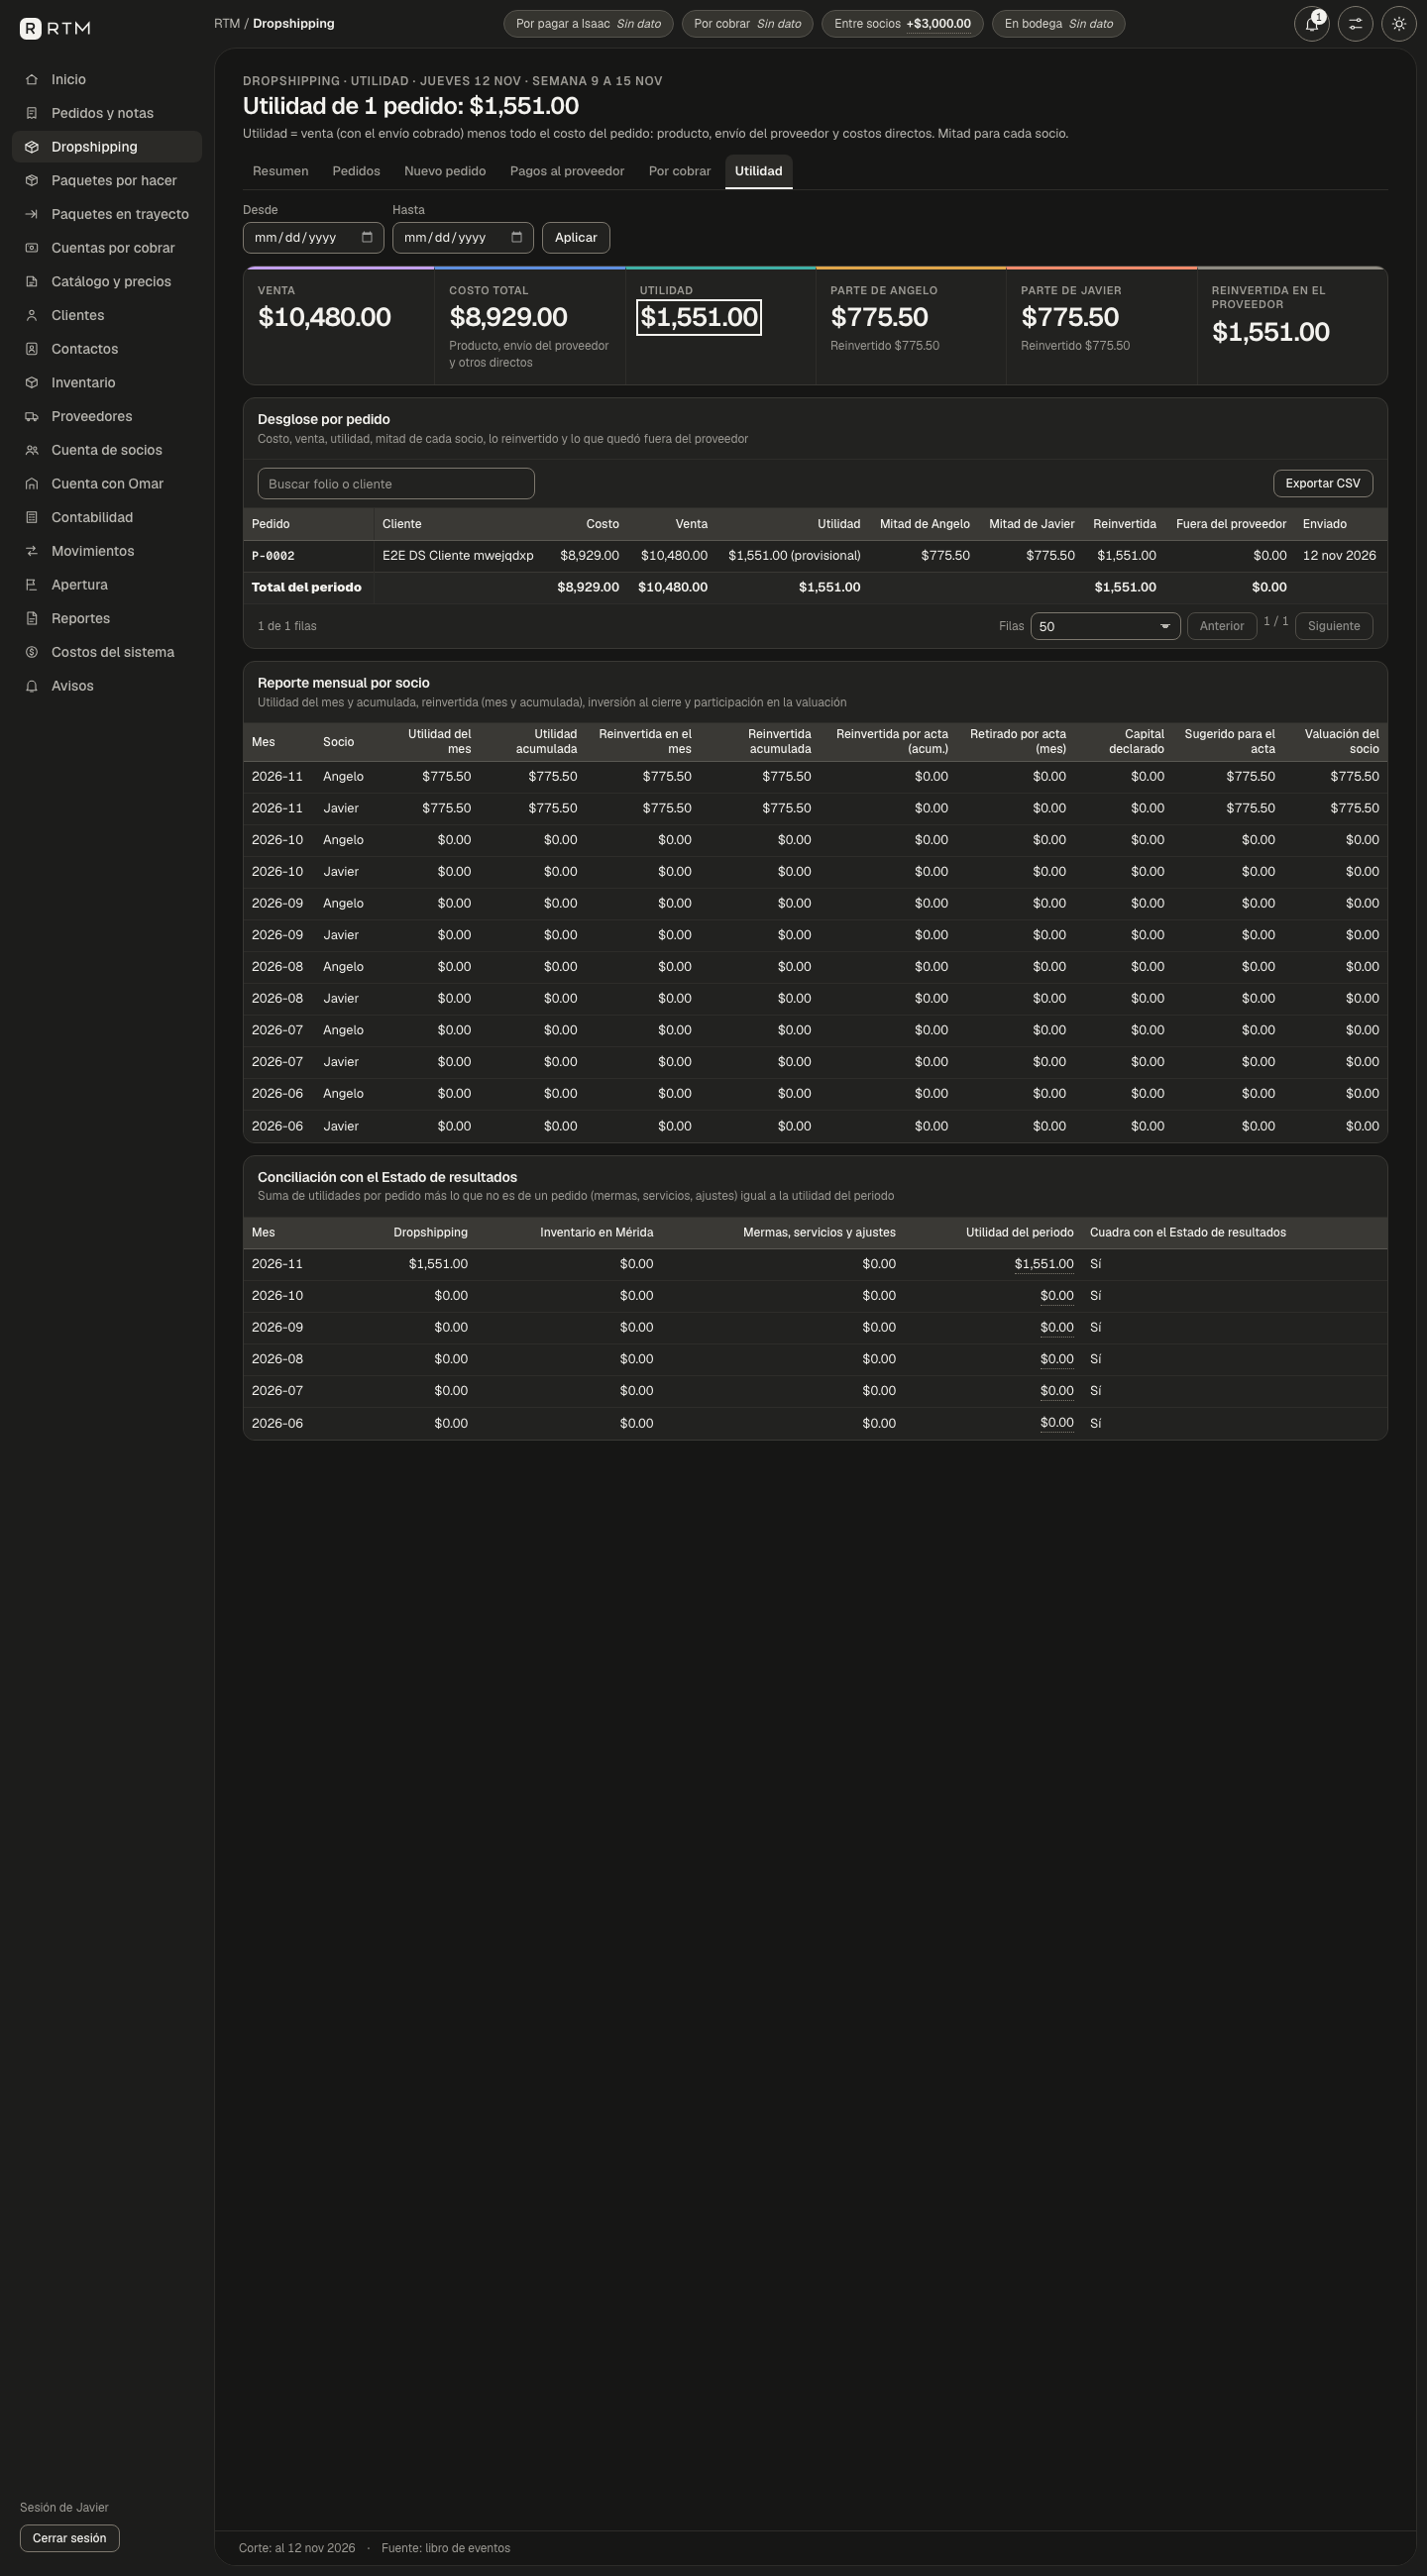 R RTM
RTM / Dropshipping
Por pagar a Isaac Sin dato
Por cobrar Sin dato
Entre socios +$3,000.00
En bodega Sin dato
1
Inicio
Pedidos y notas
Dropshipping
Paquetes por hacer
Paquetes en trayecto
Cuentas por cobrar
Catálogo y precios
Clientes
Contactos
Inventario
Proveedores
Cuenta de socios
Cuenta con Omar
Contabilidad
Movimientos
Apertura
Reportes
Costos del sistema
Avisos
Sesión de Javier
Cerrar sesión
DROPSHIPPING · UTILIDAD · JUEVES 12 NOV · SEMANA 9 A 15 NOV
Utilidad de 1 pedido: $1,551.00
Utilidad = venta (con el envío cobrado) menos todo el costo del pedido: producto, envío del proveedor y costos directos. Mitad para cada socio.
Resumen Pedidos Nuevo pedido Pagos al proveedor Por cobrar Utilidad
Desde Hasta
mm/dd/yyyy mm/dd/yyyy Aplicar
VENTA
$10,480.00
COSTO TOTAL
$8,929.00
Producto, envío del proveedor
y otros directos
UTILIDAD
$1,551.00
PARTE DE ANGELO
$775.50
Reinvertido $775.50
PARTE DE JAVIER
$775.50
Reinvertido $775.50
REINVERTIDA EN EL
PROVEEDOR
$1,551.00
Desglose por pedido
Costo, venta, utilidad, mitad de cada socio, lo reinvertido y lo que quedó fuera del proveedor
Buscar folio o cliente Exportar CSV
Pedido Cliente Costo Venta Utilidad Mitad de Angelo Mitad de Javier Reinvertida Fuera del proveedor Enviado
P-0002 E2E DS Cliente mwejqdxp $8,929.00 $10,480.00 $1,551.00 (provisional) $775.50 $775.50 $1,551.00 $0.00 12 nov 2026
Total del periodo $8,929.00 $10,480.00 $1,551.00 $1,551.00 $0.00
1 de 1 filas Filas 50 Anterior 1 / 1 Siguiente
Reporte mensual por socio
Utilidad del mes y acumulada, reinvertida (mes y acumulada), inversión al cierre y participación en la valuación
Mes Socio Utilidad del mes Utilidad acumulada Reinvertida en el mes Reinvertida acumulada Reinvertida por acta (acum.) Retirado por acta (mes) Capital declarado Sugerido para el acta Valuación del socio
2026-11 Angelo $775.50 $775.50 $775.50 $775.50 $0.00 $0.00 $0.00 $775.50 $775.50
2026-11 Javier $775.50 $775.50 $775.50 $775.50 $0.00 $0.00 $0.00 $775.50 $775.50
2026-10 Angelo $0.00 $0.00 $0.00 $0.00 $0.00 $0.00 $0.00 $0.00 $0.00
2026-10 Javier $0.00 $0.00 $0.00 $0.00 $0.00 $0.00 $0.00 $0.00 $0.00
2026-09 Angelo $0.00 $0.00 $0.00 $0.00 $0.00 $0.00 $0.00 $0.00 $0.00
2026-09 Javier $0.00 $0.00 $0.00 $0.00 $0.00 $0.00 $0.00 $0.00 $0.00
2026-08 Angelo $0.00 $0.00 $0.00 $0.00 $0.00 $0.00 $0.00 $0.00 $0.00
2026-08 Javier $0.00 $0.00 $0.00 $0.00 $0.00 $0.00 $0.00 $0.00 $0.00
2026-07 Angelo $0.00 $0.00 $0.00 $0.00 $0.00 $0.00 $0.00 $0.00 $0.00
2026-07 Javier $0.00 $0.00 $0.00 $0.00 $0.00 $0.00 $0.00 $0.00 $0.00
2026-06 Angelo $0.00 $0.00 $0.00 $0.00 $0.00 $0.00 $0.00 $0.00 $0.00
2026-06 Javier $0.00 $0.00 $0.00 $0.00 $0.00 $0.00 $0.00 $0.00 $0.00
Conciliación con el Estado de resultados
Suma de utilidades por pedido más lo que no es de un pedido (mermas, servicios, ajustes) igual a la utilidad del periodo
Mes Dropshipping Inventario en Mérida Mermas, servicios y ajustes Utilidad del periodo Cuadra con el Estado de resultados
2026-11 $1,551.00 $0.00 $0.00 $1,551.00 Sí
2026-10 $0.00 $0.00 $0.00 $0.00 Sí
2026-09 $0.00 $0.00 $0.00 $0.00 Sí
2026-08 $0.00 $0.00 $0.00 $0.00 Sí
2026-07 $0.00 $0.00 $0.00 $0.00 Sí
2026-06 $0.00 $0.00 $0.00 $0.00 Sí
Corte: al 12 nov 2026 · Fuente: libro de eventos